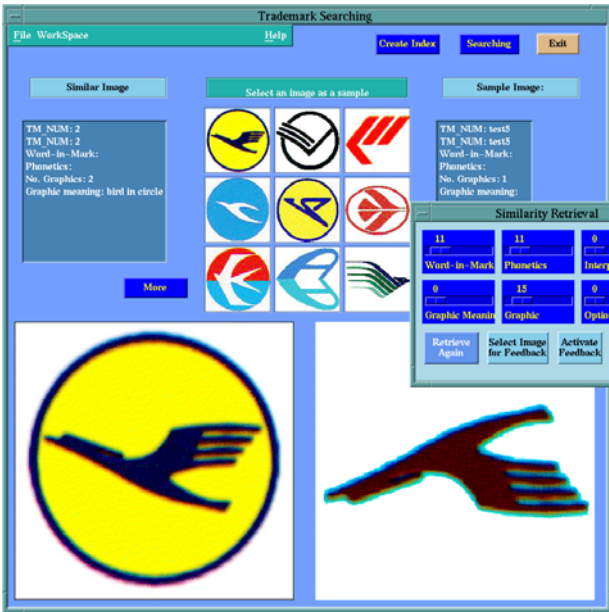 Trademark Searching
File WorkSpace Help
Create Index Searching Exit
Similar Image
Select an image as a sample
Sample Image:
TM_NUM: 2
TM_NUM: 2
Word-in-Mark:
Phonetics:
No. Graphics: 2
Graphic meaning: bird in circle
TM_NUM: test5
TM_NUM: test5
Word-in-Mark:
Phonetics:
No. Graphics: 1
Graphic meaning:
More
Similarity Retrieval
11 11 0
Word-in-Mark Phonetics Interp
0 15 0
Graphic Meanin Graphic Optio
Retrieve Again
Select Image for Feedback
Activate Feedback